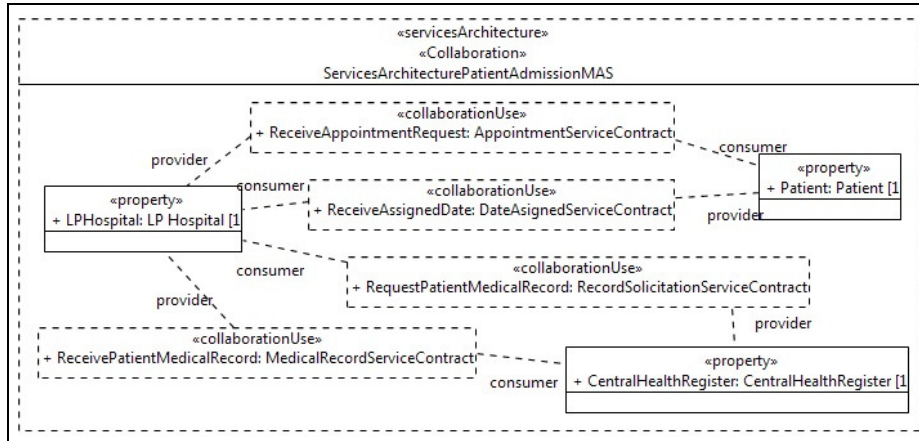 «servicesArchitecture»
«Collaboration»
ServicesArchitecturePatientAdmissionMAS
«collaborationUse»
+ ReceiveAppointmentRequest: AppointmentServiceContract
provider
consumer
«property»
+ Patient: Patient [1
«property»
+ LPHospital: LP Hospital [1
consumer
«collaborationUse»
+ ReceiveAssignedDate: DateAsignedServiceContract
provider
consumer
«collaborationUse»
+ RequestPatientMedicalRecord: RecordSolicitationServiceContract
provider
provider
«collaborationUse»
+ ReceivePatientMedicalRecord: MedicalRecordServiceContract
consumer
«property»
+ CentralHealthRegister: CentralHealthRegister [1